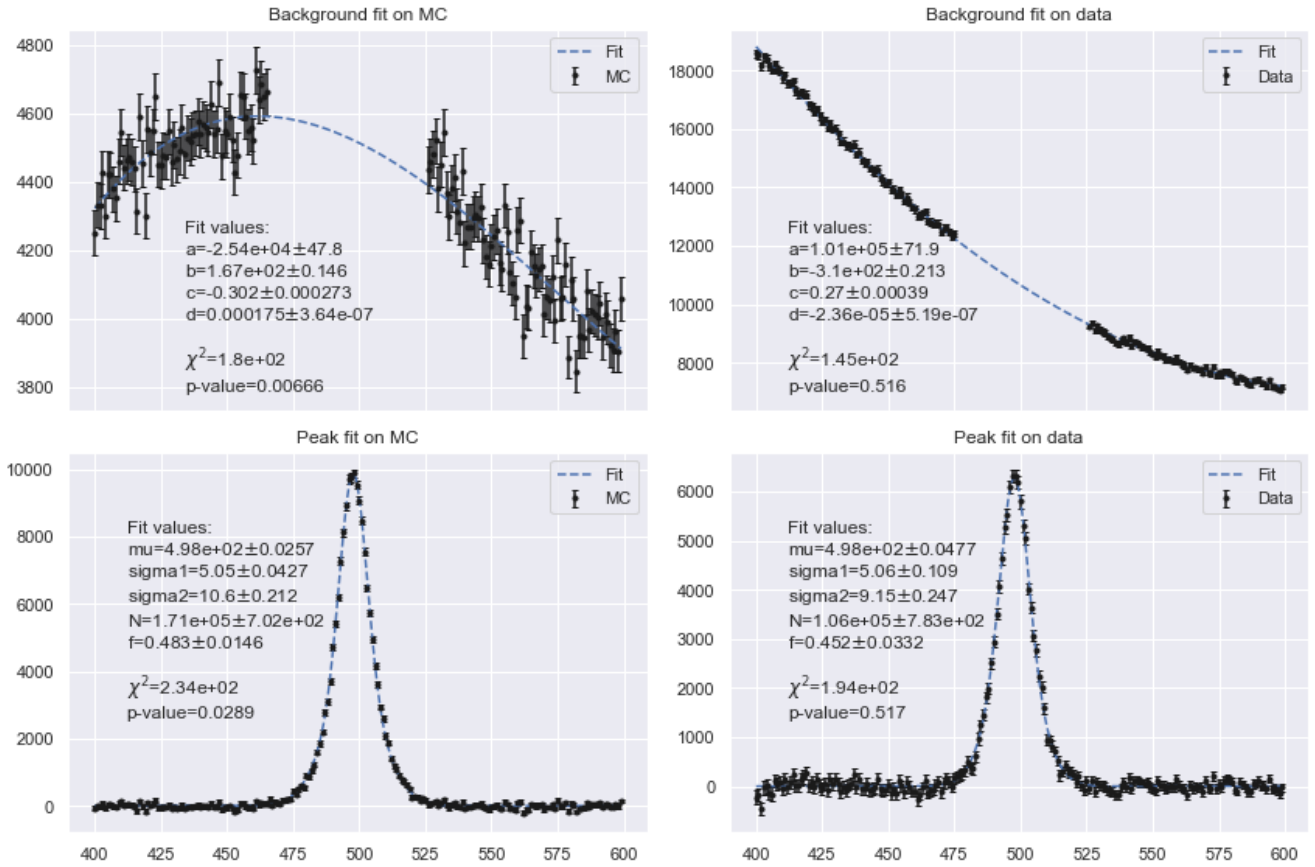 Background fit on MC
4800
4600
4400
4200
4000
3800
Fit
MC
Fit values:
a=-2.54e+04±47.8
b=1.67e+02±0.146
c=-0.302±0.000273
d=0.000175±3.64e-07
χ²=1.8e+02
p-value=0.00666
400
425
450
475
500
525
550
575
600
Background fit on data
18000
16000
14000
12000
10000
8000
Fit
Data
Fit values:
a=1.01e+05±71.9
b=-3.1e+02±0.213
c=0.27±0.00039
d=-2.36e-05±5.19e-07
χ²=1.45e+02
p-value=0.516
400
425
450
475
500
525
550
575
600
Peak fit on MC
10000
8000
6000
4000
2000
0
Fit
MC
Fit values:
mu=4.98e+02±0.0257
sigma1=5.05±0.0427
sigma2=10.6±0.212
N=1.71e+05±7.02e+02
f=0.483±0.0146
χ²=2.34e+02
p-value=0.0289
Peak fit on data
6000
5000
4000
3000
2000
1000
0
Fit
Data
Fit values:
mu=4.98e+02±0.0477
sigma1=5.06±0.109
sigma2=9.15±0.247
N=1.06e+05±7.83e+02
f=0.452±0.0332
χ²=1.94e+02
p-value=0.517